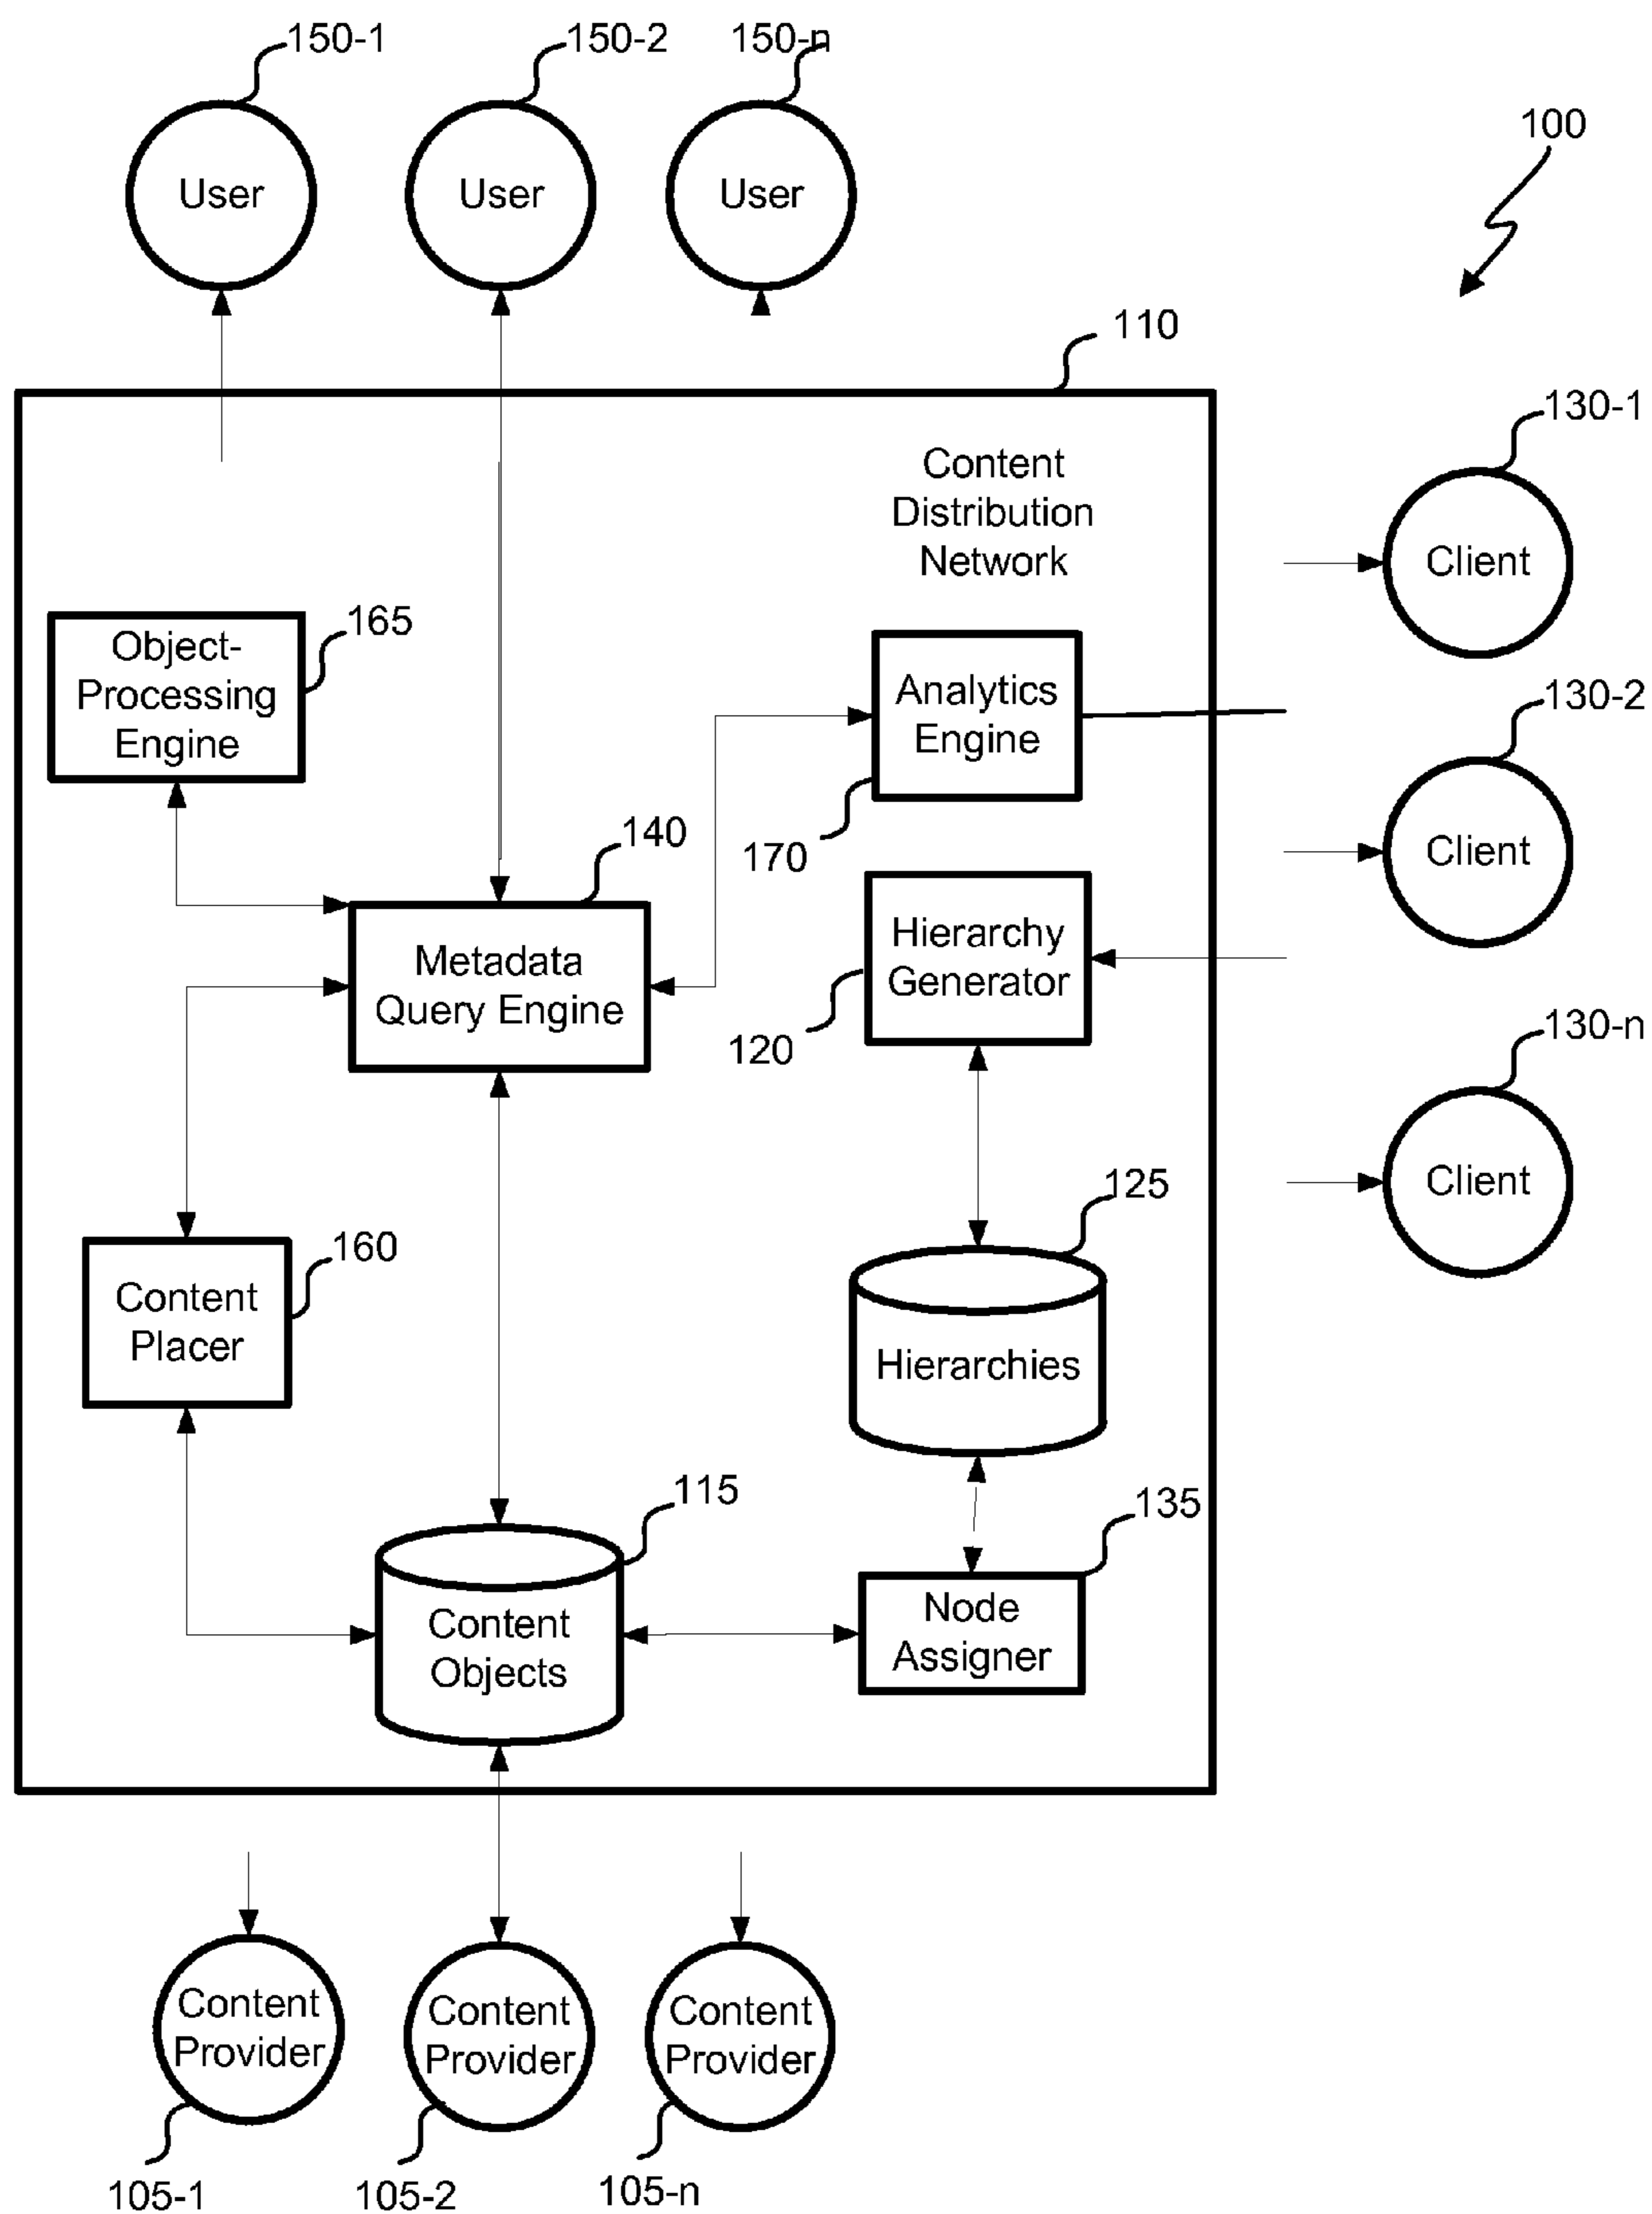 150-1
150-2
150-n
User
User
User
100
110
130-1
Content
Distribution
Network
Client
165
Object-
Processing
Engine
Analytics
Engine
130-2
170
140
Client
Metadata
Query Engine
Hierarchy
Generator
120
130-n
Client
125
160
Content
Placer
Hierarchies
115
135
Content
Objects
Node
Assigner
Content
Provider
Content
Provider
Content
Provider
105-1
105-2
105-n